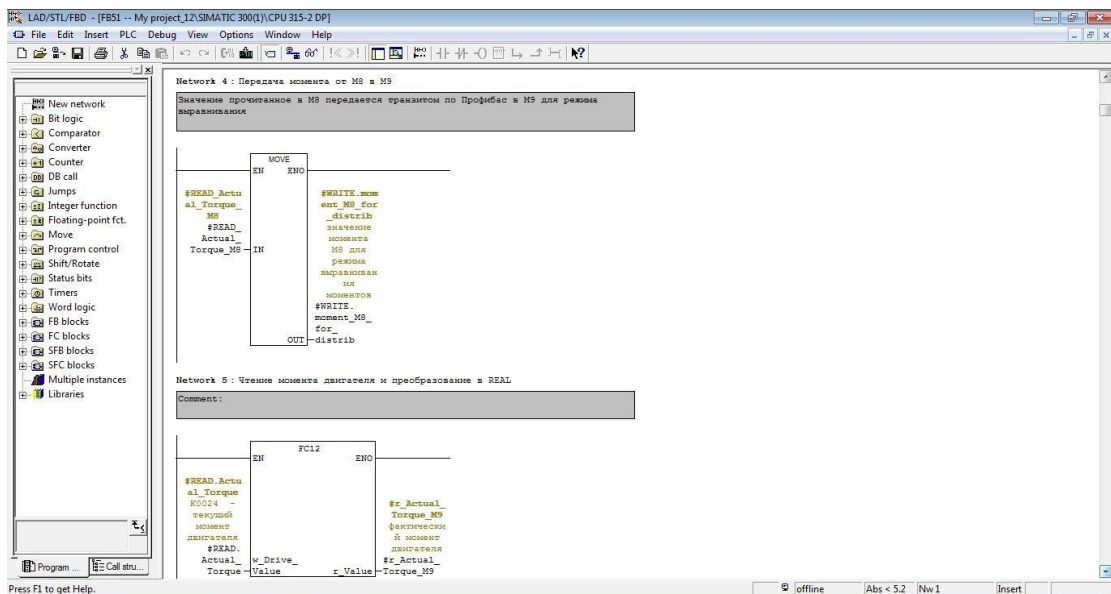 LAD/STL/FBD - [FB51 -- My project_12\SIMATIC 300(1)\CPU 315-2 DP]
File Edit Insert PLC Debug View Options Window Help
New network
Bit logic
Comparator
Converter
Counter
DB call
Jumps
Integer function
Floating-point fct.
Move
Program control
Shift/Rotate
Status bits
Timers
Word logic
FB blocks
FC blocks
SFB blocks
SFC blocks
Multiple instances
Libraries
Program ...
Call stru...
Network 4 : Передача момента от М8 в М9
Значение прочитанное в М8 передается транзитом по Профибас в М9 для режима
выравнивания
MOVE
EN ENO
#READ_Actu
al_Torque_
M8
#READ_
Actual_
Torque_M8 IN
#WRITE.mom
ent_M8_for
_distrib
значение
момента
М8 для
режима
выравниван
ия
моментов
#WRITE.
moment_M8_
for_
OUT distrib
Network 5 : Чтение момента двигателя и преобразование в REAL
Comment:
FC12
EN ENO
#READ.Actu
al_Torque
K0024 -
текущий
момент
двигателя
#READ.
Actual_
Torque
w_Drive_
Value
r_Value
#r_Actual_
Torque_M9
фактически
й момент
двигателя
#r_Actual_
Torque_M9
Press F1 to get Help.
offline
Abs < 5.2
Nw 1
Insert